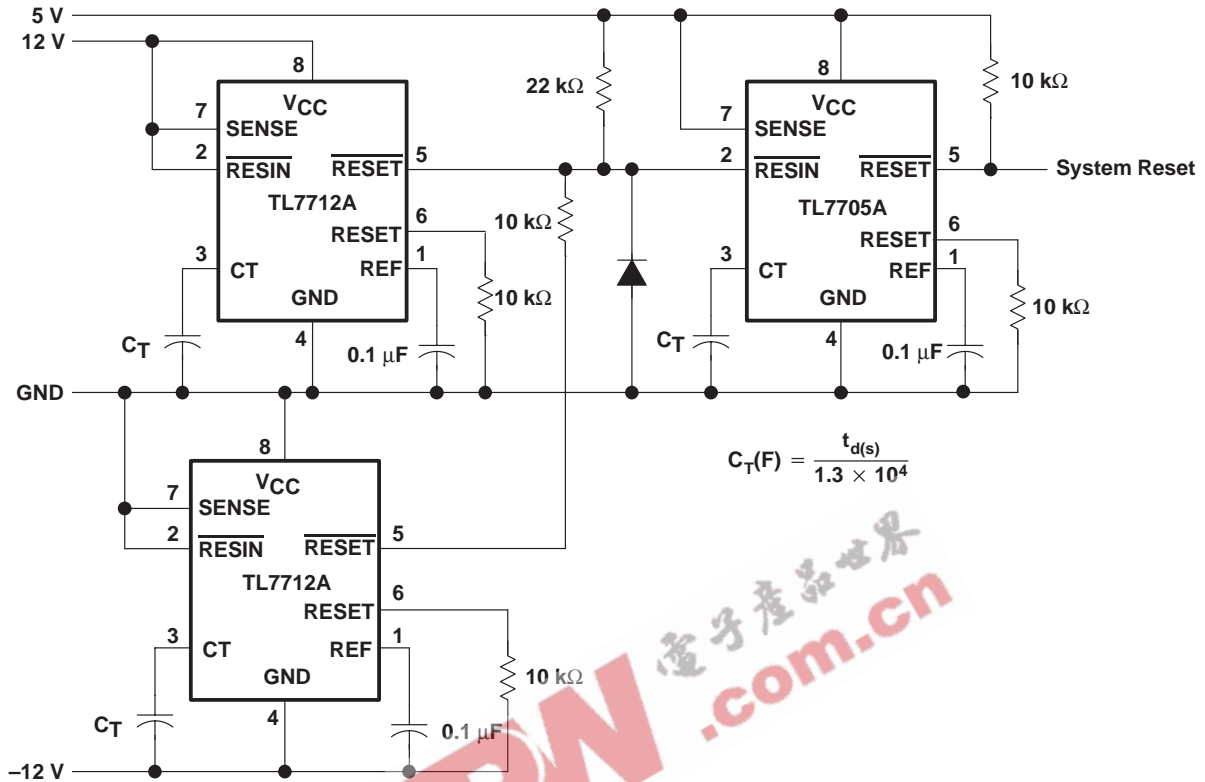 5 V
12 V
8
VCC
7
SENSE
2
RESIN
RESET
5
TL7712A
6
RESET
3
CT
REF
1
GND
4
CT
0.1 μF
10 kΩ
10 kΩ
22 kΩ
8
VCC
7
SENSE
2
RESIN
RESET
5
TL7705A
6
RESET
3
CT
REF
1
GND
4
CT
0.1 μF
10 kΩ
10 kΩ
System Reset
GND
8
VCC
7
SENSE
2
RESIN
RESET
5
TL7712A
6
RESET
3
CT
REF
1
GND
4
CT
0.1 μF
10 kΩ
–12 V
CT(F) = td(s) / 1.3 × 10⁴
電子產品世界
.com.cn